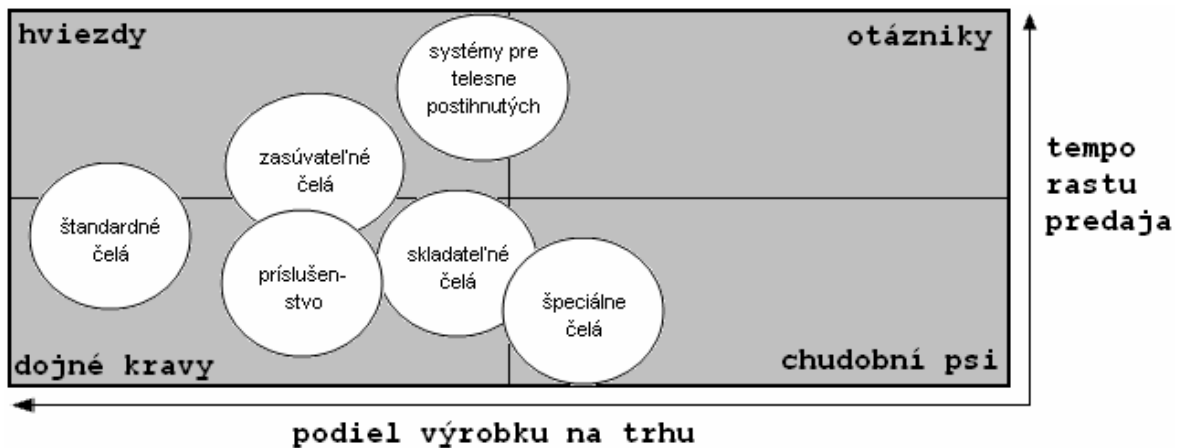 hviezdy
otázniky
systémy pre
telesne
postihnutých
zasúvateľné
čelá
štandardné
čelá
príslušen-
stvo
skladateľné
čelá
špeciálne
čelá
dojné kravy
chudobní psi
tempo
rastu
predaja
podiel výrobku na trhu